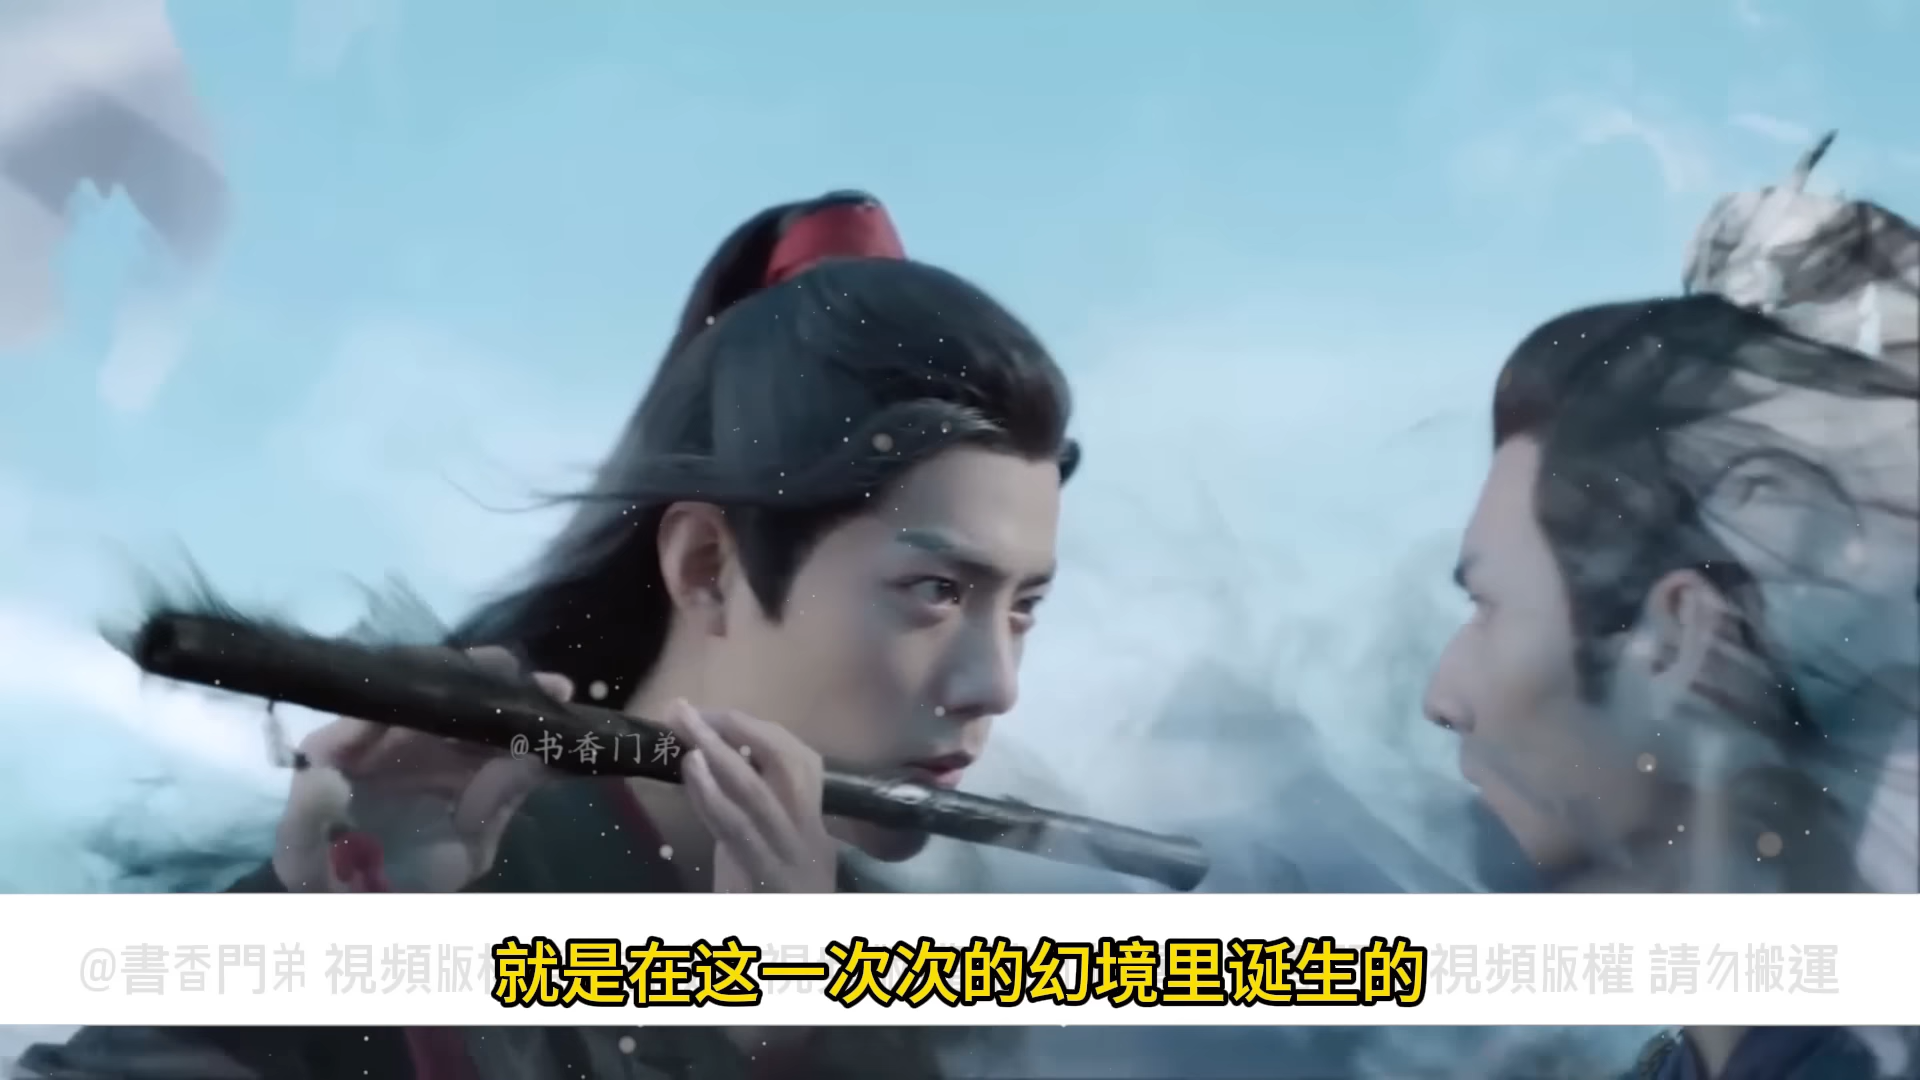 @书香门弟
@書香門弟 視頻版權
就是在这一次次的幻境里诞生的
視頻版權 請勿搬運